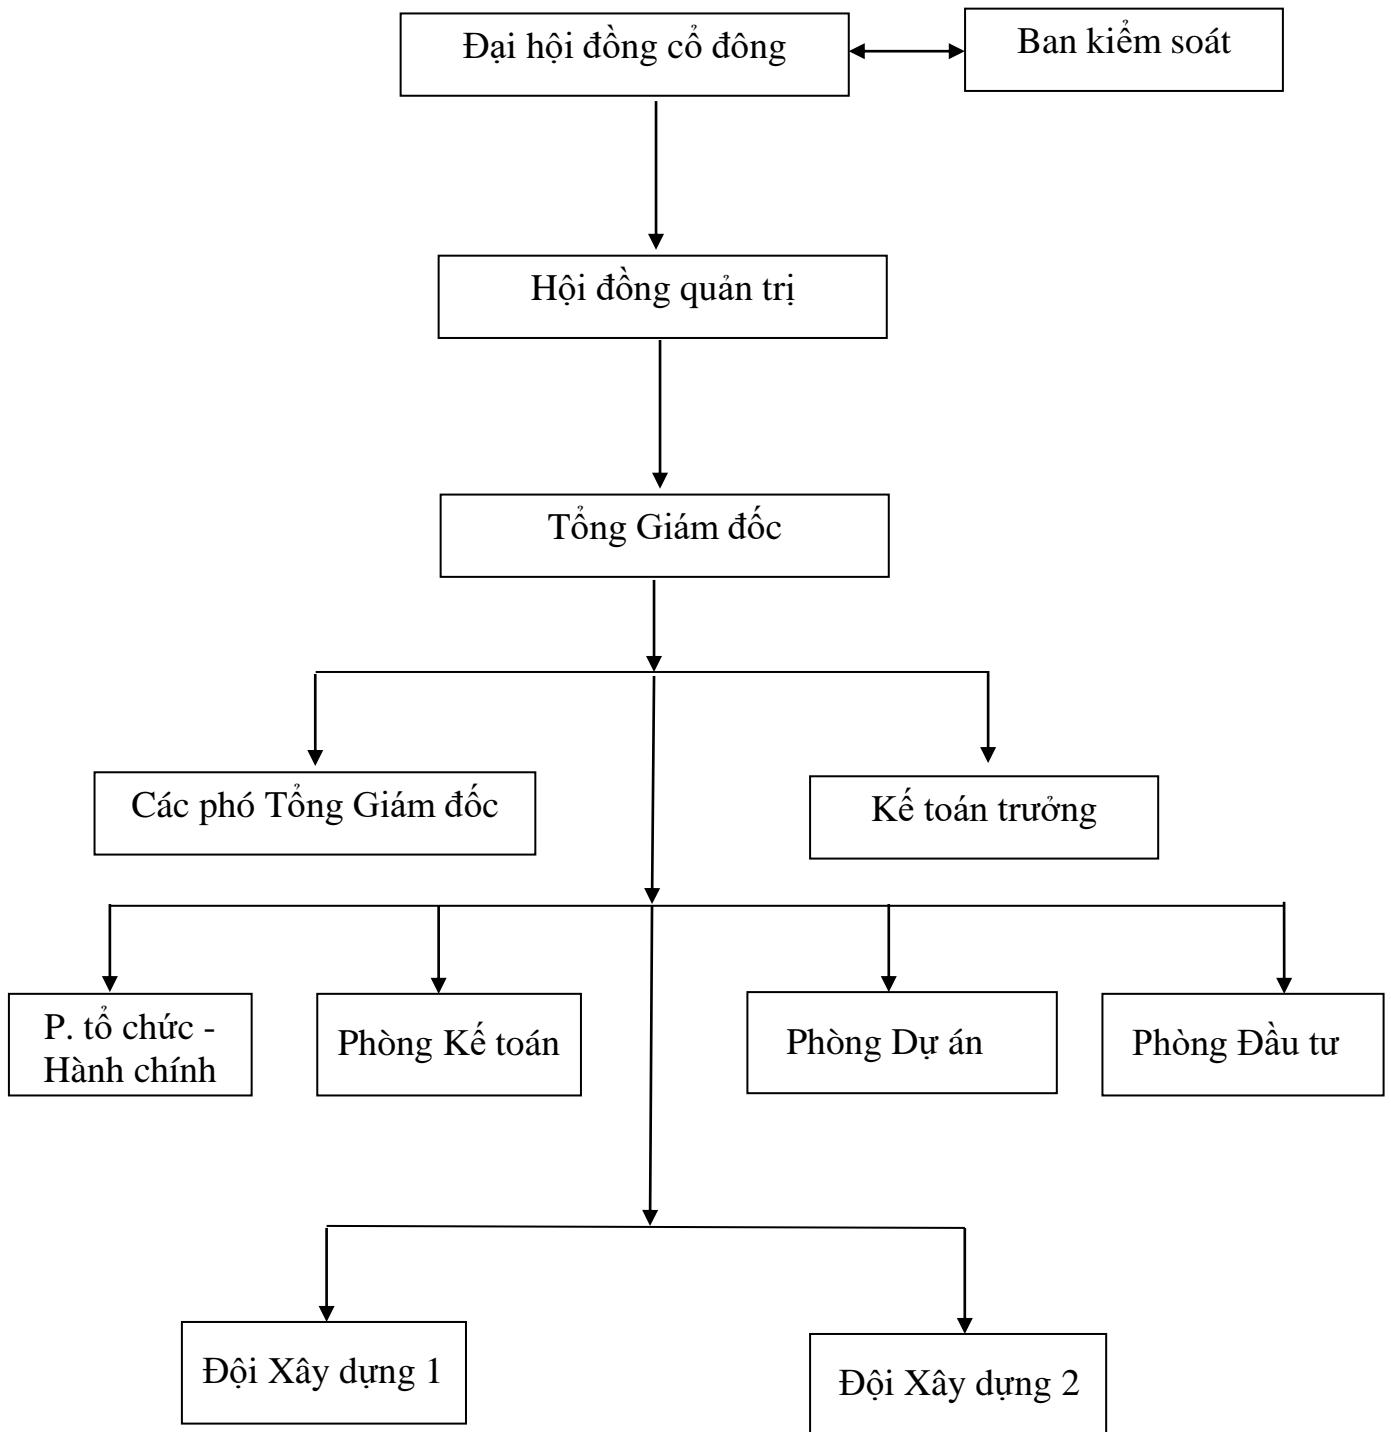 Đại hội đồng cổ đông
Ban kiểm soát
Hội đồng quản trị
Tổng Giám đốc
Các phó Tổng Giám đốc
Kế toán trưởng
P. tổ chức -
Hành chính
Phòng Kế toán
Phòng Dự án
Phòng Đầu tư
Đội Xây dựng 1
Đội Xây dựng 2